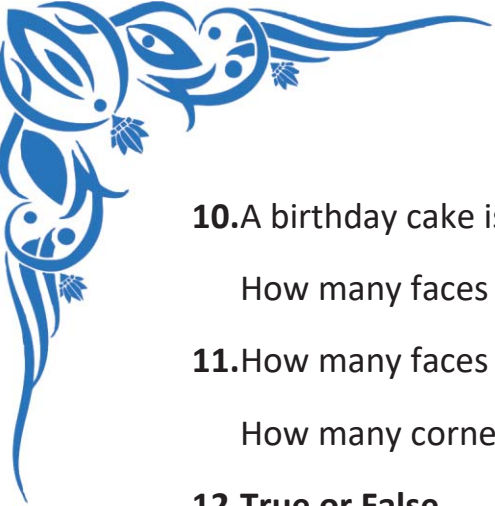 10.A birthday cake is
How many faces
11.How many faces
How many corne
12.True or False